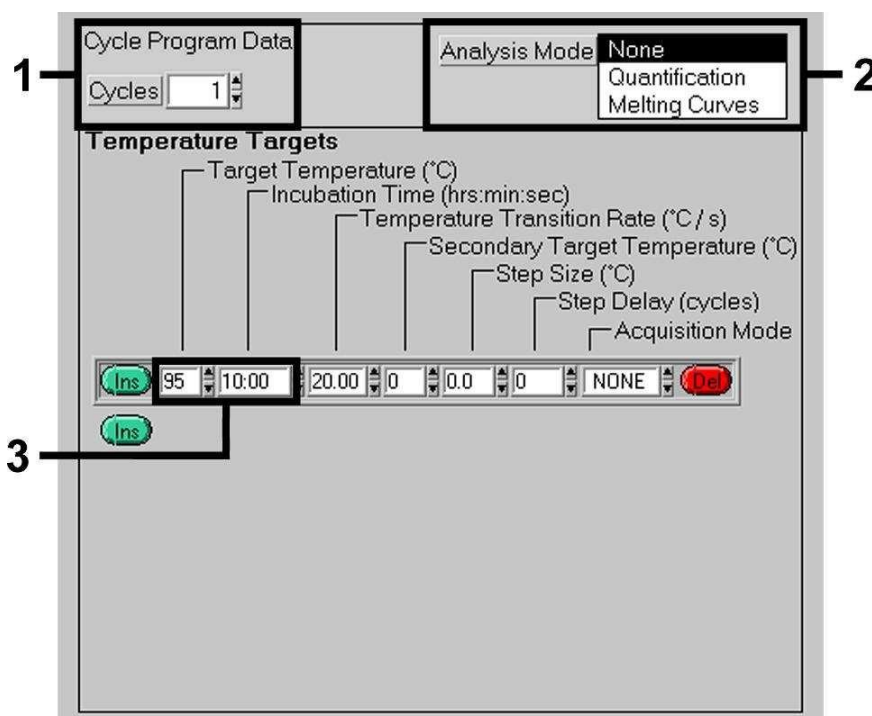 Cycle Program Data
Cycles 1
Analysis Mode None
Quantification
Melting Curves
1
2
Temperature Targets
Target Temperature (°C)
Incubation Time (hrs:min:sec)
Temperature Transition Rate (°C / s)
Secondary Target Temperature (°C)
Step Size (°C)
Step Delay (cycles)
Acquisition Mode
Ins 95 10:00 20.00 0 0.0 0 NONE Del
Ins
3